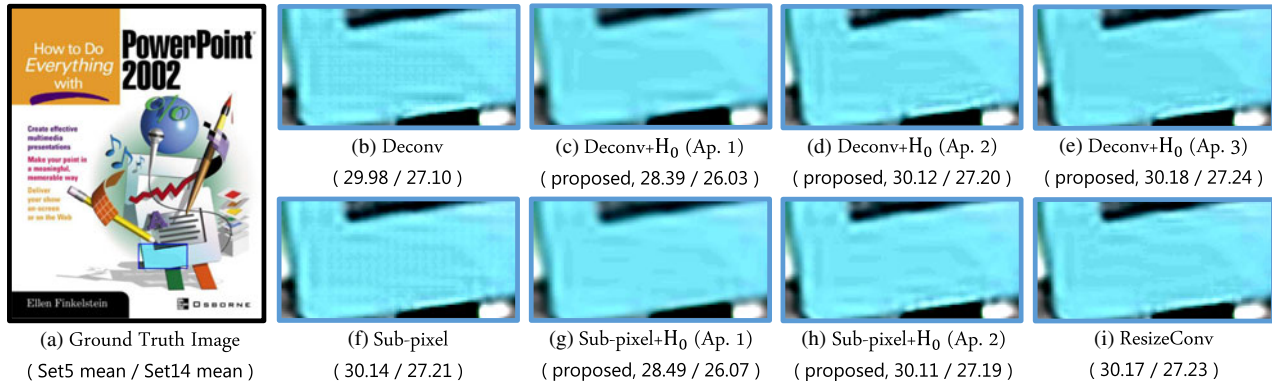 How to Do
Everything
with
PowerPoint
2002
Create effective
multimedia
presentations
Make your point in
a meaningful,
memorable way
Deliver
your show
on-screen
or on the Web
Ellen Finkelstein
OSBORNE
(a) Ground Truth Image
( Set5 mean / Set14 mean )
(b) Deconv
( 29.98 / 27.10 )
(c) Deconv+H₀ (Ap. 1)
( proposed, 28.39 / 26.03 )
(d) Deconv+H₀ (Ap. 2)
( proposed, 30.12 / 27.20 )
(e) Deconv+H₀ (Ap. 3)
( proposed, 30.18 / 27.24 )
(f) Sub-pixel
( 30.14 / 27.21 )
(g) Sub-pixel+H₀ (Ap. 1)
( proposed, 28.49 / 26.07 )
(h) Sub-pixel+H₀ (Ap. 2)
( proposed, 30.11 / 27.19 )
(i) ResizeConv
( 30.17 / 27.23 )